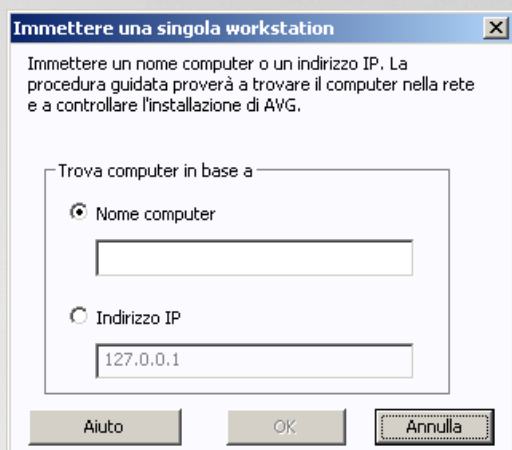 Immettere una singola workstation
Immettere un nome computer o un indirizzo IP. La
procedura guidata proverà a trovare il computer nella rete
e a controllare l'installazione di AVG.
Trova computer in base a
Nome computer
Indirizzo IP
127.0.0.1
Aiuto
OK
Annulla